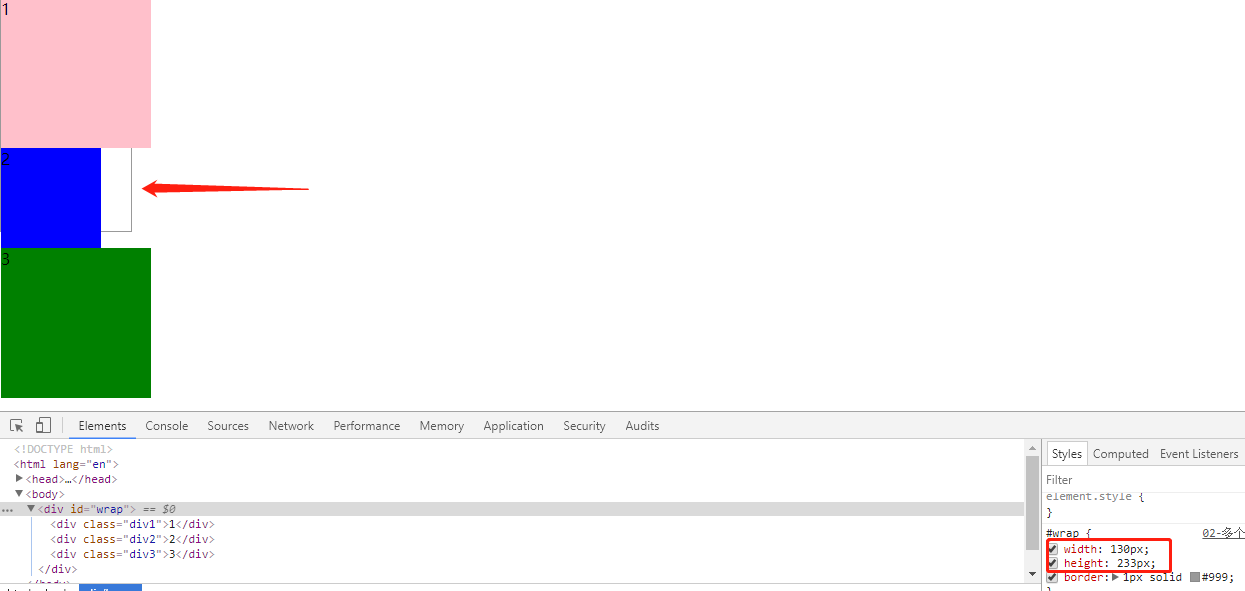 1
2
3
Elements Console Sources Network Performance Memory Application Security Audits
<!DOCTYPE html>
<html lang="en">
▶<head>…</head>
▼<body>
… ▼<div id="wrap"> == $0
<div class="div1">1</div>
<div class="div2">2</div>
<div class="div3">3</div>
</div>
Styles Computed Event Listeners
Filter
element.style {
}
#wrap { 02-多个
width: 130px;
height: 233px;
border:▶1px solid #999;